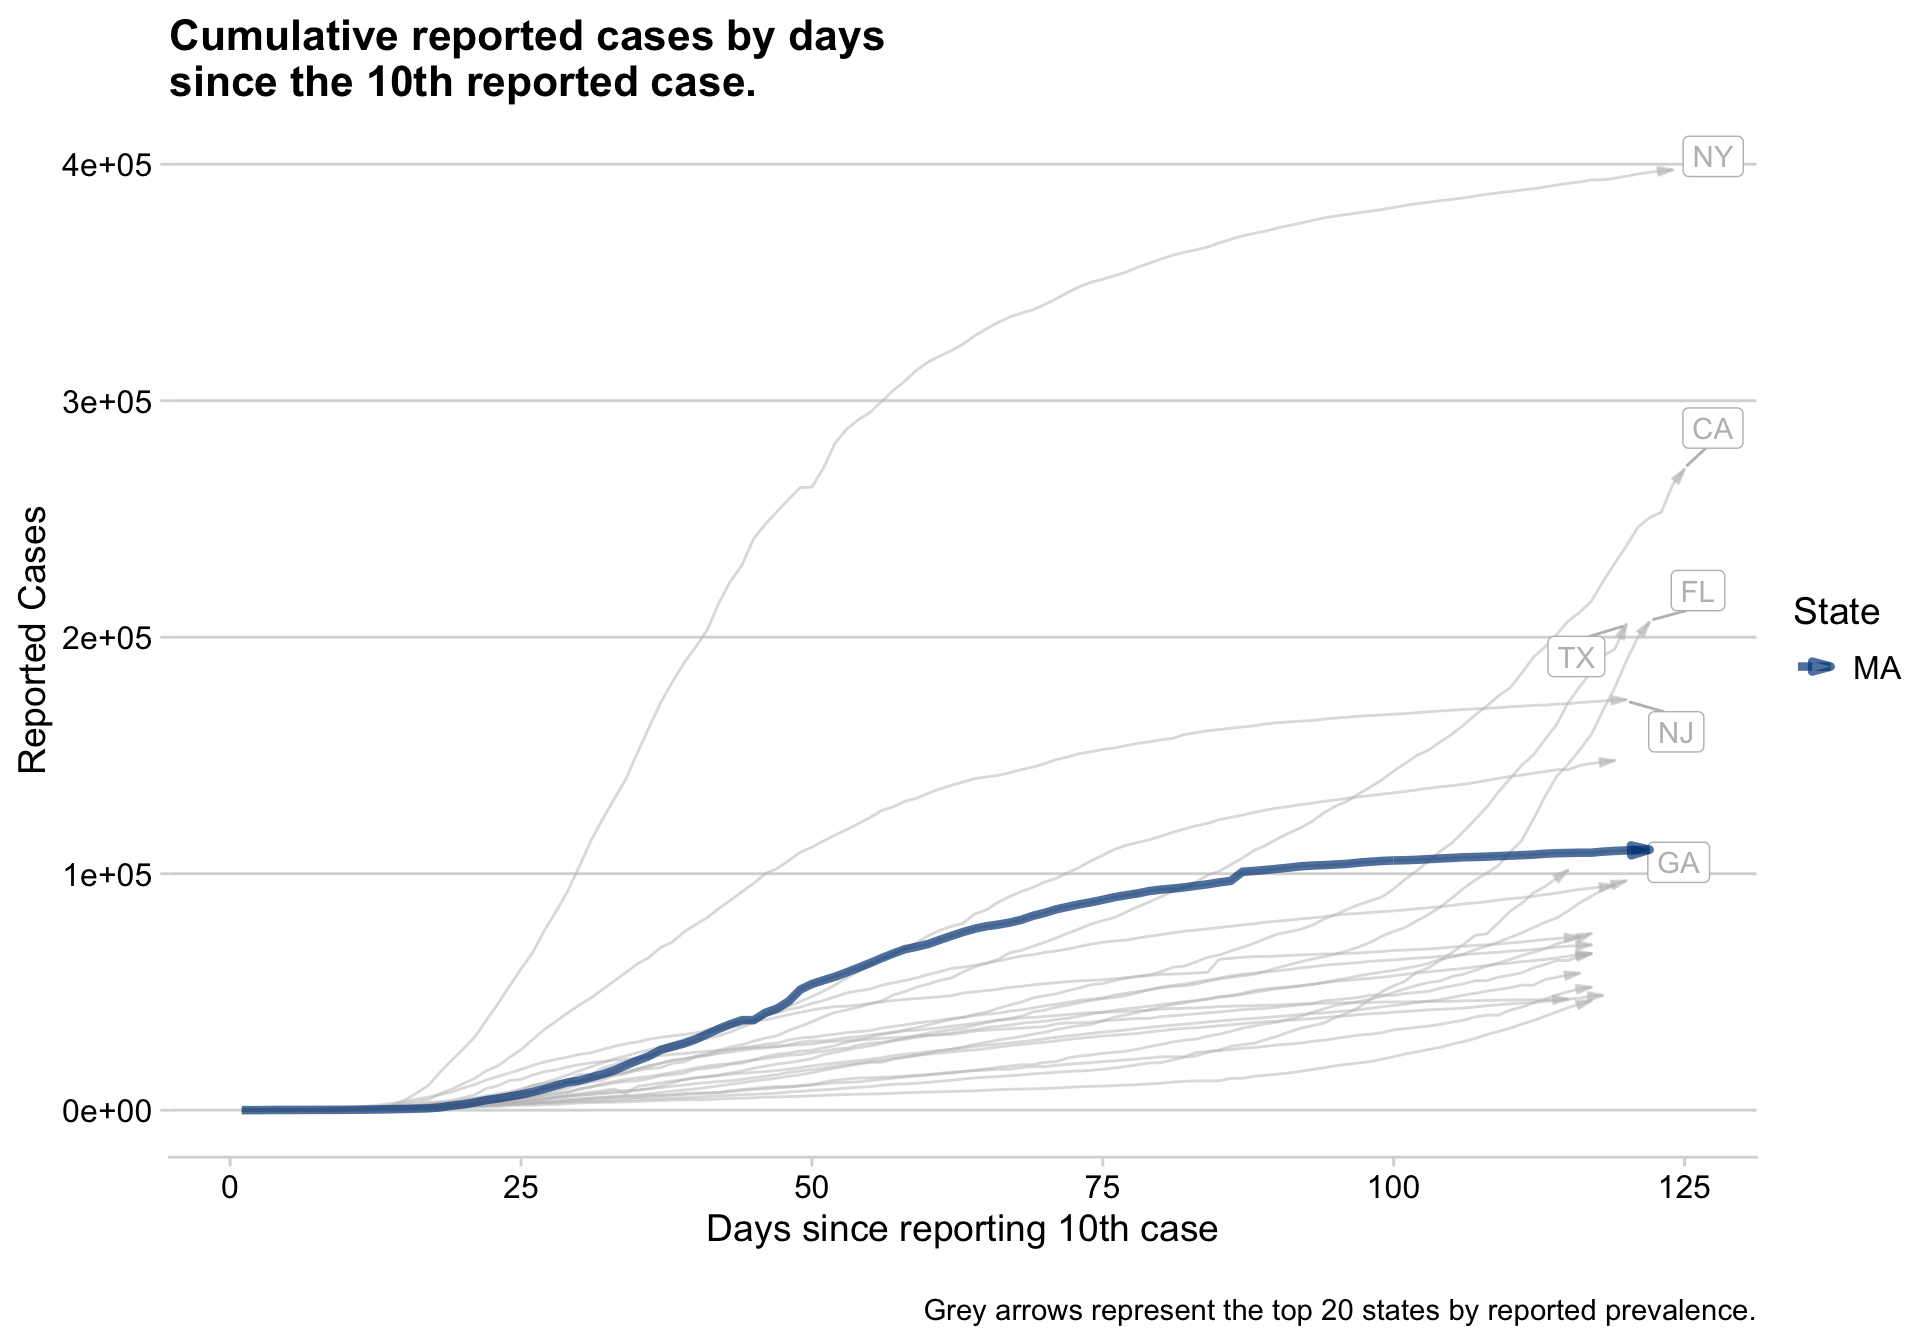 Cumulative reported cases by days
since the 10th reported case.
4e+05
3e+05
2e+05
1e+05
0e+00
Reported Cases
NY
CA
FL
TX
NJ
GA
State
MA
0 25 50 75 100 125
Days since reporting 10th case
Grey arrows represent the top 20 states by reported prevalence.